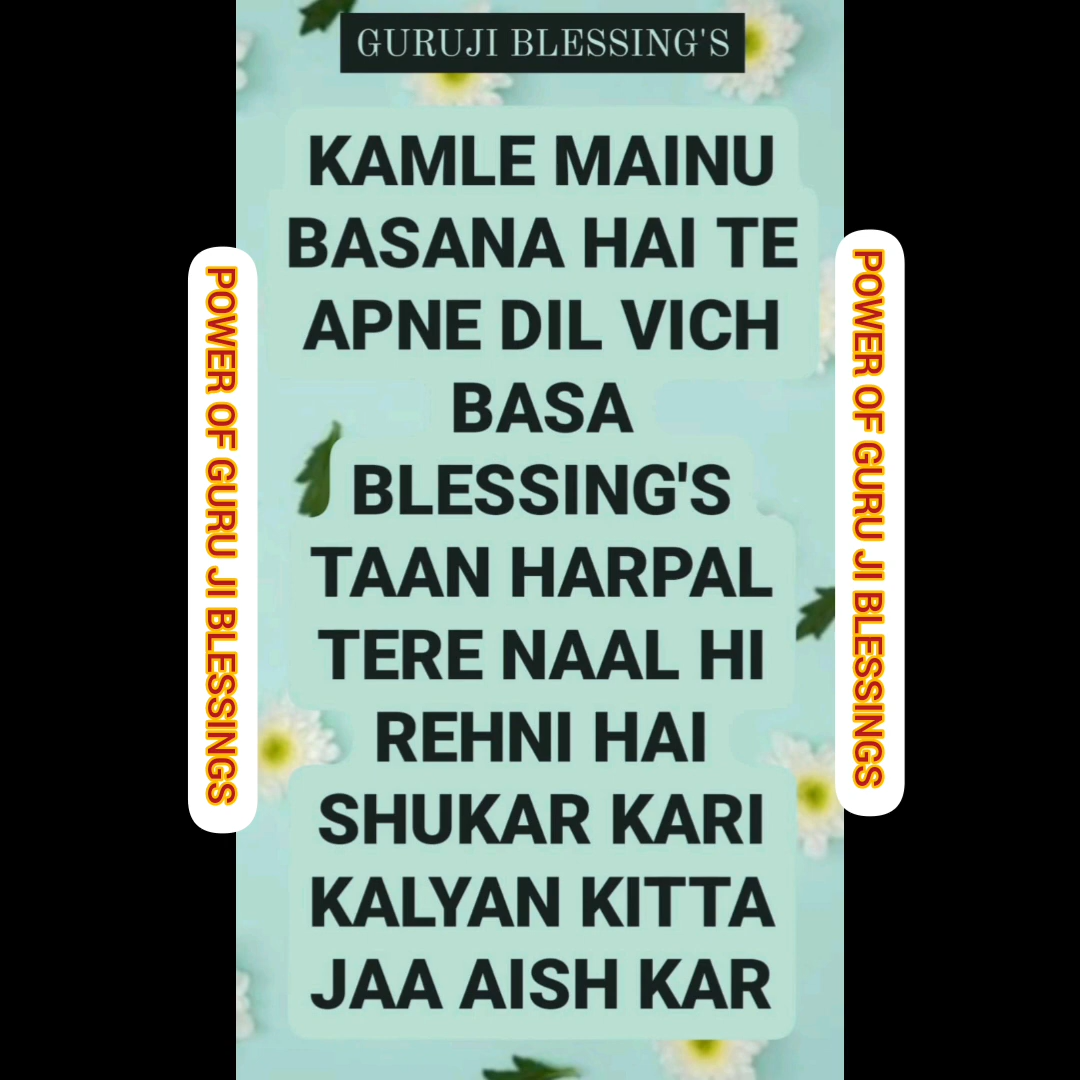 GURUJI BLESSING'S
KAMLE MAINU
BASANA HAI TE
APNE DIL VICH
BASA
BLESSING'S
TAAN HARPAL
TERE NAAL HI
REHNI HAI
SHUKAR KARI
KALYAN KITTA
JAA AISH KAR
POWER OF GURU JI BLESSINGS
POWER OF GURU JI BLESSINGS